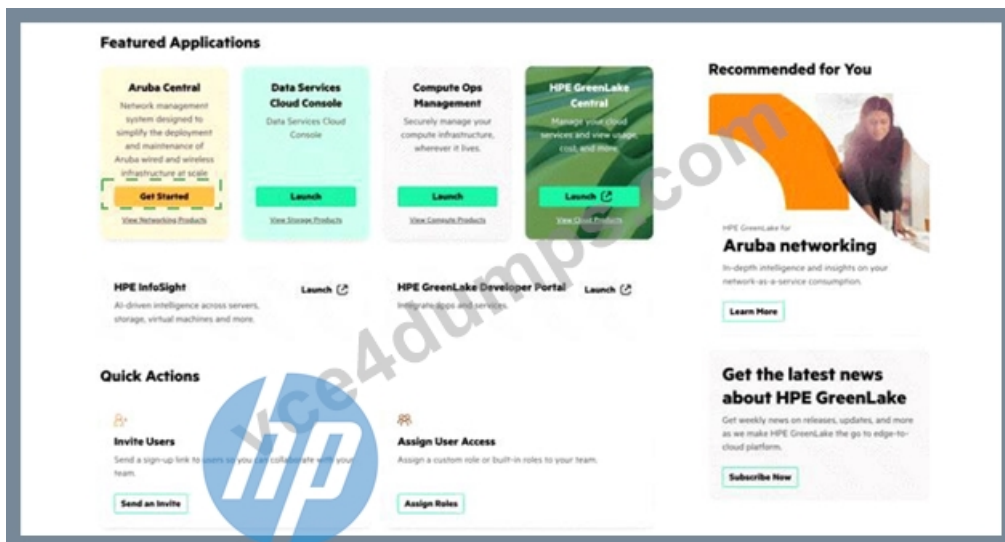 Featured Applications
Aruba Central
Network management
system designed to
simplify the deployment
and maintenance of
Aruba wired and wireless
infrastructure at scale
Get Started
View Networking Products
Data Services
Cloud Console
Data Services Cloud
Console
Launch
View Storage Products
Compute Ops
Management
Securely manage your
compute infrastructure,
wherever it lives.
Launch
View Compute Products
HPE GreenLake
Central
Manage your cloud
services and view usage,
cost, and more.
Launch
View Cloud Products
HPE InfoSight
Launch
AI-driven intelligence across servers,
storage, virtual machines and more.
HPE GreenLake Developer Portal
Launch
Integrate apps and services.
Quick Actions
Invite Users
Send a sign-up link to users so you can collaborate with your
team.
Send an Invite
Assign User Access
Assign a custom role or built-in roles to your team.
Assign Roles
Recommended for You
HPE GreenLake for
Aruba networking
In-depth intelligence and insights on your
network-as-a-service consumption.
Learn More
Get the latest news
about HPE GreenLake
Get weekly news on releases, updates, and more
as we make HPE GreenLake the go to edge-to-
cloud platform.
Subscribe Now
hp
vce4dumps.com